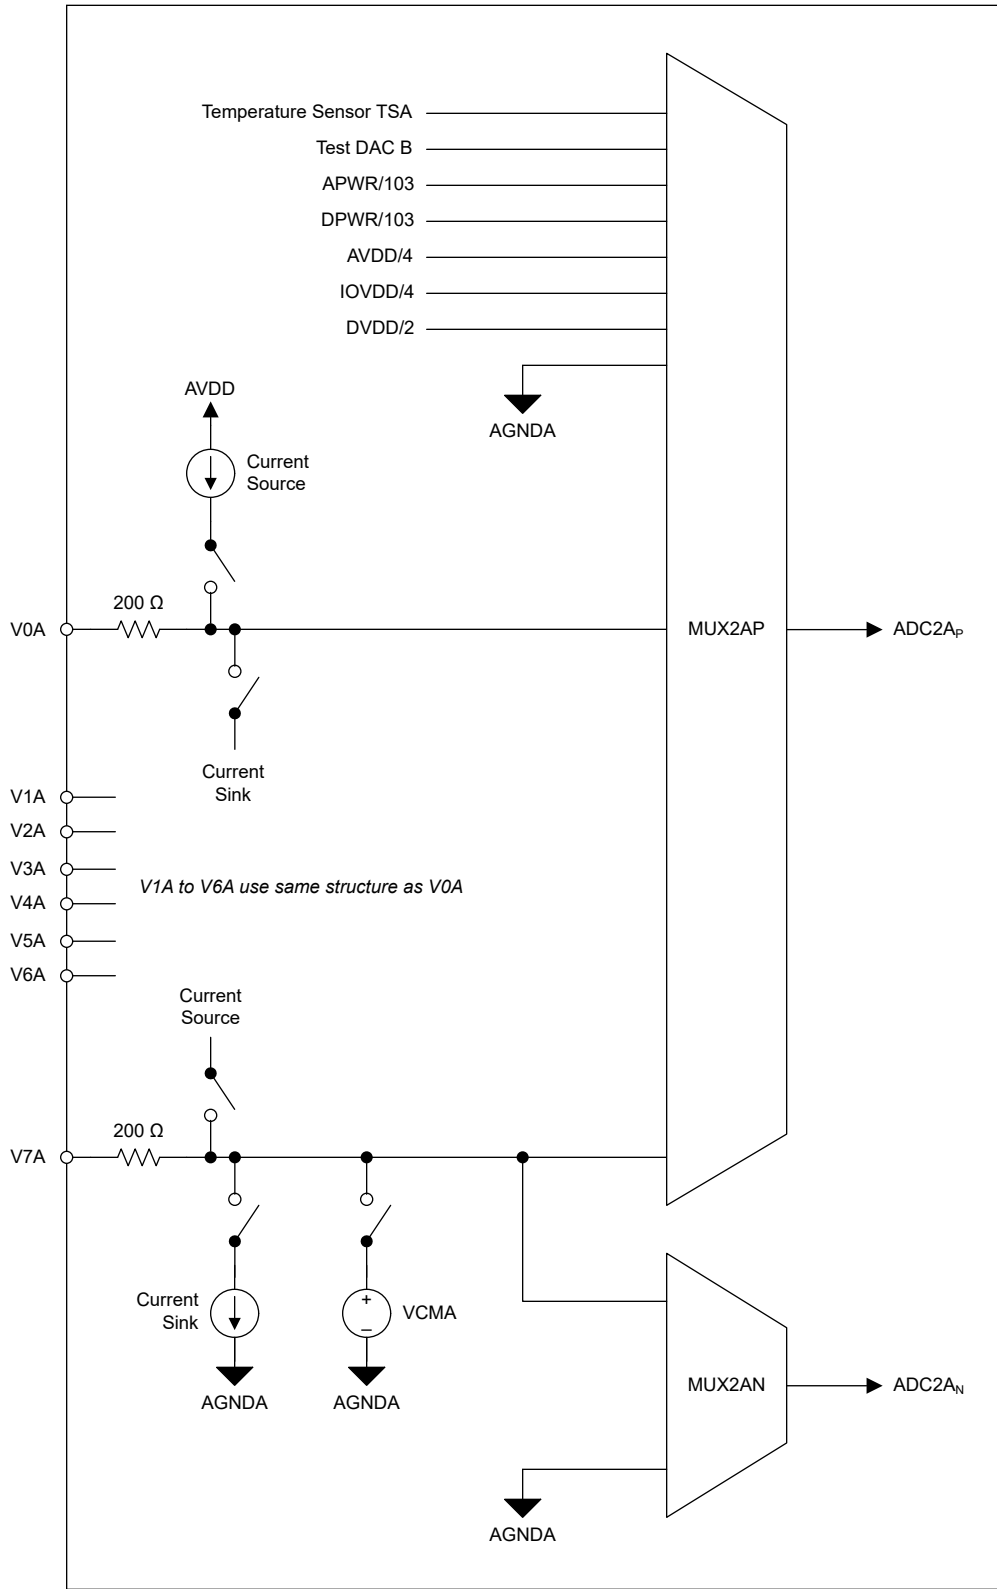 Temperature Sensor TSA
Test DAC B
APWR/103
DPWR/103
AVDD/4
IOVDD/4
DVDD/2
AGNDA
AVDD
Current
Source
200 Ω
V0A
MUX2AP
ADC2AP
Current
Sink
V1A
V2A
V3A
V4A
V5A
V6A
V1A to V6A use same structure as V0A
Current
Source
200 Ω
V7A
Current
Sink
+
–
VCMA
AGNDA
AGNDA
MUX2AN
ADC2AN
AGNDA